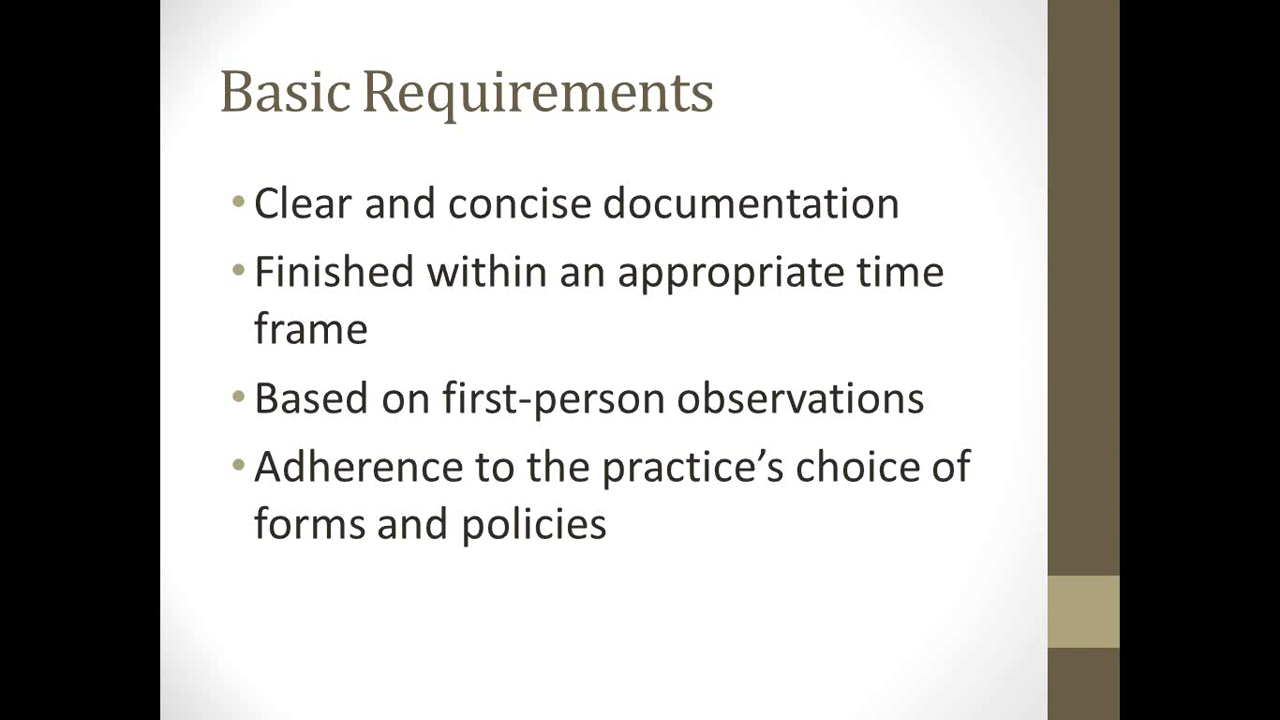 Basic Requirements
• Clear and concise documentation
• Finished within an appropriate time
frame
• Based on first-person observations
• Adherence to the practice’s choice of
forms and policies